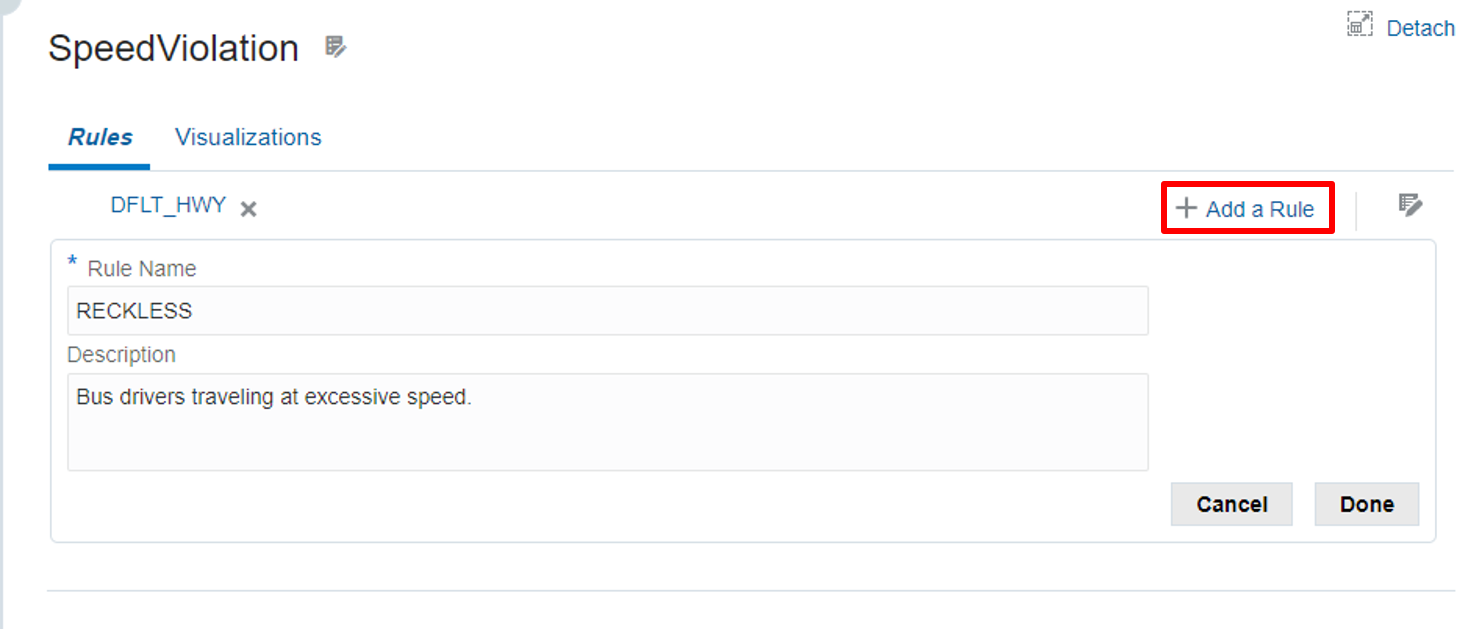 Detach
SpeedViolation
Rules Visualizations
DFLT_HWY
Add a Rule
* Rule Name
RECKLESS
Description
Bus drivers traveling at excessive speed.
Cancel Done